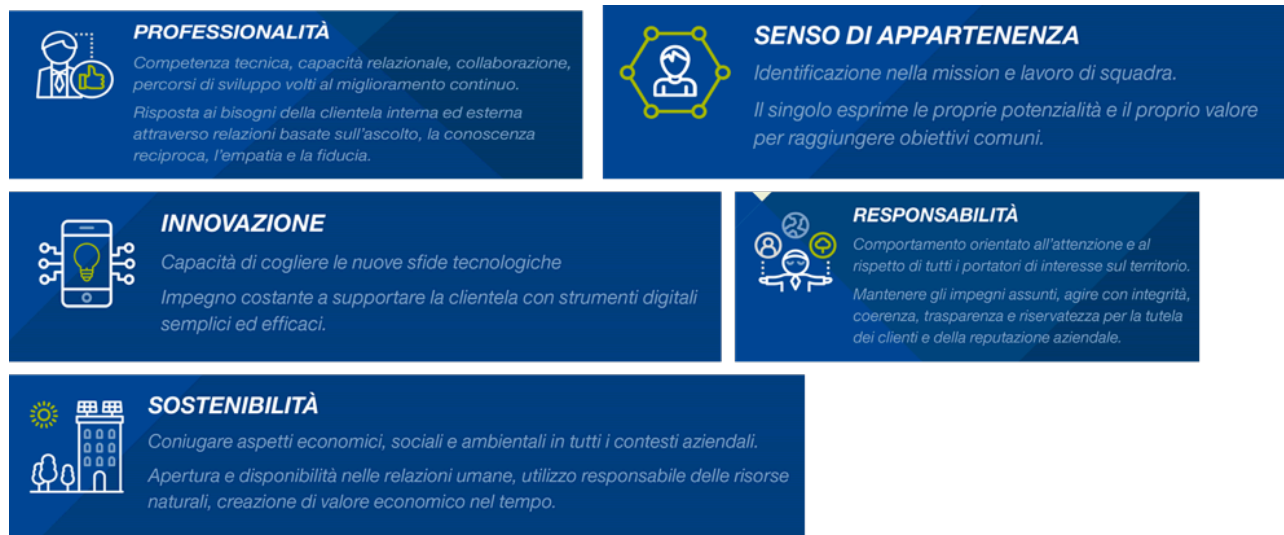 PROFESSIONALITÀ
Competenza tecnica, capacità relazionale, collaborazione,
percorsi di sviluppo volti al miglioramento continuo.
Risposta ai bisogni della clientela interna ed esterna
attraverso relazioni basate sull'ascolto, la conoscenza
reciproca, l'empatia e la fiducia.
SENSO DI APPARTENENZA
Identificazione nella mission e lavoro di squadra.
Il singolo esprime le proprie potenzialità e il proprio valore
per raggiungere obiettivi comuni.
INNOVAZIONE
Capacità di cogliere le nuove sfide tecnologiche
Impegno costante a supportare la clientela con strumenti digitali
semplici ed efficaci.
RESPONSABILITÀ
Comportamento orientato all'attenzione e al
rispetto di tutti i portatori di interesse sul territorio.
Mantenere gli impegni assunti, agire con integrità,
coerenza, trasparenza e riservatezza per la tutela
dei clienti e della reputazione aziendale.
SOSTENIBILITÀ
Coniugare aspetti economici, sociali e ambientali in tutti i contesti aziendali.
Apertura e disponibilità nelle relazioni umane, utilizzo responsabile delle risorse
naturali, creazione di valore economico nel tempo.